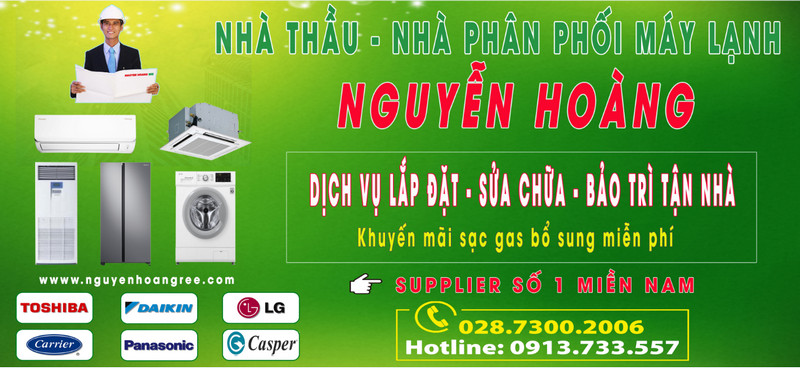 NHÀ THẦU - NHÀ PHÂN PHỐI MÁY LẠNH
NGUYỄN HOÀNG
NGUYEN HOANG
DỊCH VỤ LẮP ĐẶT - SỬA CHỮA - BẢO TRÌ TẬN NHÀ
Khuyến mãi sạc gas bổ sung miễn phí
www.nguyenhoangree.com
SUPPLIER SỐ 1 MIỀN NAM
TOSHIBA
DAIKIN
LG
Carrier
Panasonic
Casper
028.7300.2006
Hotline: 0913.733.557